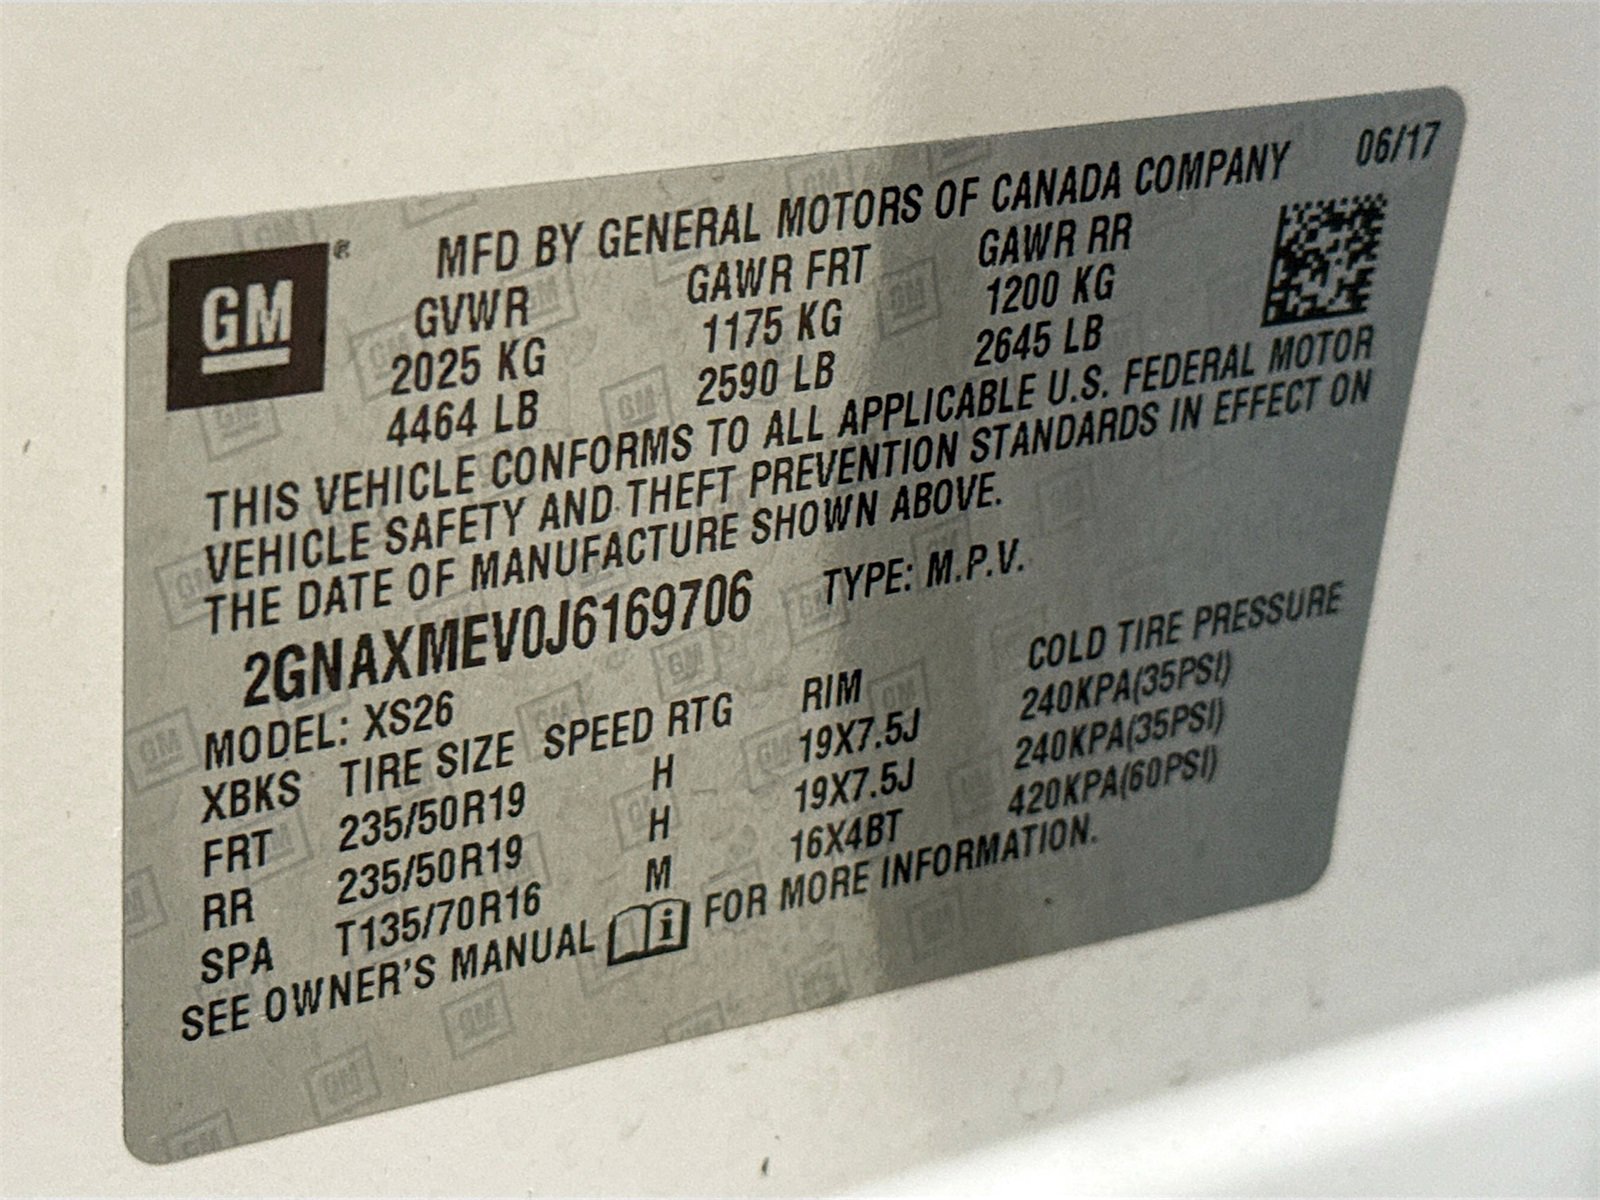 06/17
GM ®
MFD BY GENERAL MOTORS OF CANADA COMPANY
GVWR GAWR FRT GAWR RR
2025 KG 1175 KG 1200 KG
4464 LB 2590 LB 2645 LB
THIS VEHICLE CONFORMS TO ALL APPLICABLE U.S. FEDERAL MOTOR
VEHICLE SAFETY AND THEFT PREVENTION STANDARDS IN EFFECT ON
THE DATE OF MANUFACTURE SHOWN ABOVE.
2GNAXMEV0J6169706 TYPE: M.P.V.
MODEL: XS26
XBKS TIRE SIZE SPEED RTG RIM COLD TIRE PRESSURE
FRT 235/50R19 H 19X7.5J 240KPA(35PSI)
RR 235/50R19 H 19X7.5J 240KPA(35PSI)
SPA T135/70R16 M 16X4BT 420KPA(60PSI)
SEE OWNER'S MANUAL i FOR MORE INFORMATION.